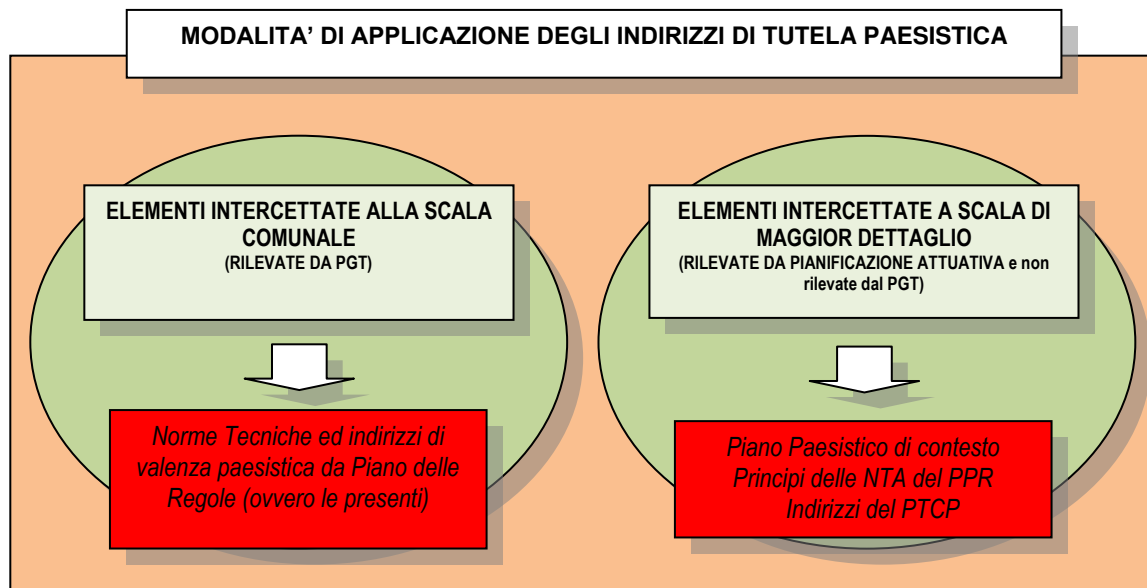 MODALITA’ DI APPLICAZIONE DEGLI INDIRIZZI DI TUTELA PAESISTICA
ELEMENTI INTERCETTATE ALLA SCALA
COMUNALE
(RILEVATE DA PGT)
Norme Tecniche ed indirizzi di
valenza paesistica da Piano delle
Regole (ovvero le presenti)
ELEMENTI INTERCETTATE A SCALA DI
MAGGIOR DETTAGLIO
(RILEVATE DA PIANIFICAZIONE ATTUATIVA e non
rilevate dal PGT)
Piano Paesistico di contesto
Principi delle NTA del PPR
Indirizzi del PTCP